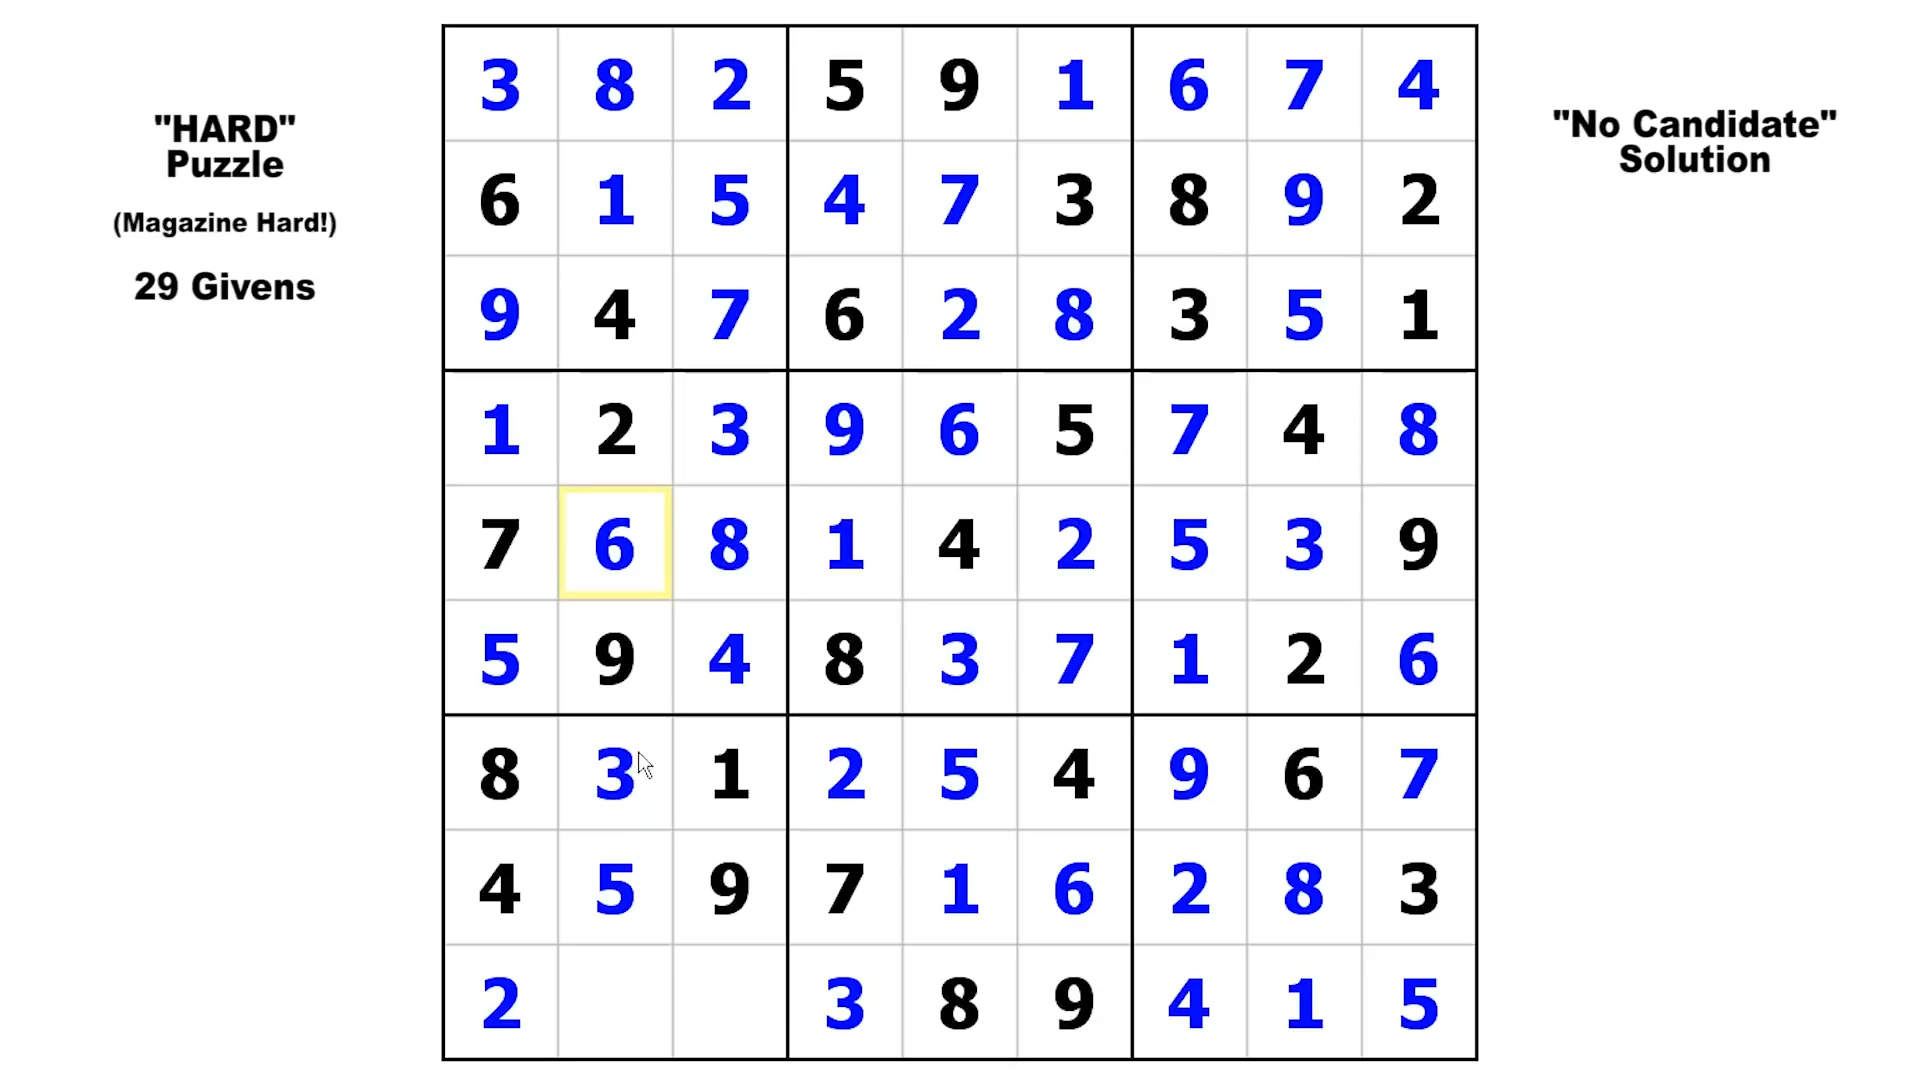 "HARD"
Puzzle
(Magazine Hard!)
29 Givens
"No Candidate"
Solution
3 8 2 5 9 1 6 7 4
6 1 5 4 7 3 8 9 2
9 4 7 6 2 8 3 5 1
1 2 3 9 6 5 7 4 8
7 6 8 1 4 2 5 3 9
5 9 4 8 3 7 1 2 6
8 3 1 2 5 4 9 6 7
4 5 9 7 1 6 2 8 3
2 3 8 9 4 1 5